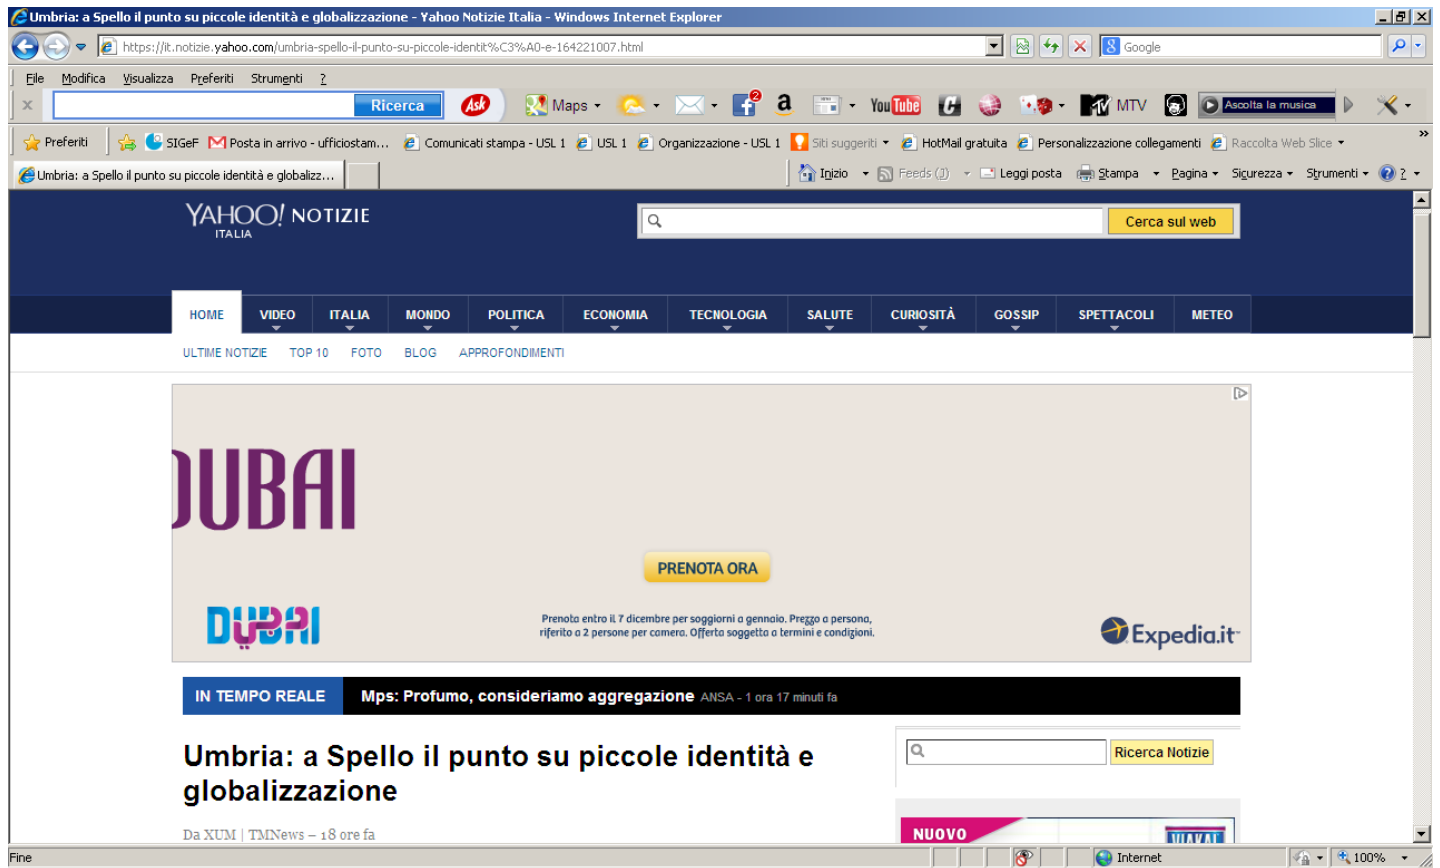 Umbria: a Spello il punto su piccole identità e globalizzazione - Yahoo Notizie Italia - Windows Internet Explorer
https://it.notizie.yahoo.com/umbria-spello-il-punto-su-piccole-identit%C3%A0-e-164221007.html
Google
File Modifica Visualizza Preferiti Strumenti ?
Ricerca Ask Maps 2 a You Tube G MTV Ascolta la musica
Preferiti SIGeF Posta in arrivo - ufficiostam... Comunicati stampa - USL 1 USL 1 Organizzazione - USL 1 Siti suggeriti HotMail gratuita Personalizzazione collegamenti Raccolta Web Slice »
Umbria: a Spello il punto su piccole identità e globalizz... Inizio Feeds (J) Leggi posta Stampa Pagina Sicurezza Strumenti ?
YAHOO! NOTIZIE
ITALIA
Cerca sul web
HOME VIDEO ITALIA MONDO POLITICA ECONOMIA TECNOLOGIA SALUTE CURIOSITÀ GOSSIP SPETTACOLI METEO
ULTIME NOTIZIE TOP 10 FOTO BLOG APPROFONDIMENTI
DUBAI
PRENOTA ORA
DUBAI
Prenota entro il 7 dicembre per soggiorni a gennaio. Prezzo a persona,
riferito a 2 persone per camera. Offerta soggetta a termini e condizioni.
Expedia.it
IN TEMPO REALE Mps: Profumo, consideriamo aggregazione ANSA - 1 ora 17 minuti fa
Umbria: a Spello il punto su piccole identità e
globalizzazione
Ricerca Notizie
Da XUM | TMNews – 18 ore fa
NUOVO
VIAKAL
Fine Internet 100%